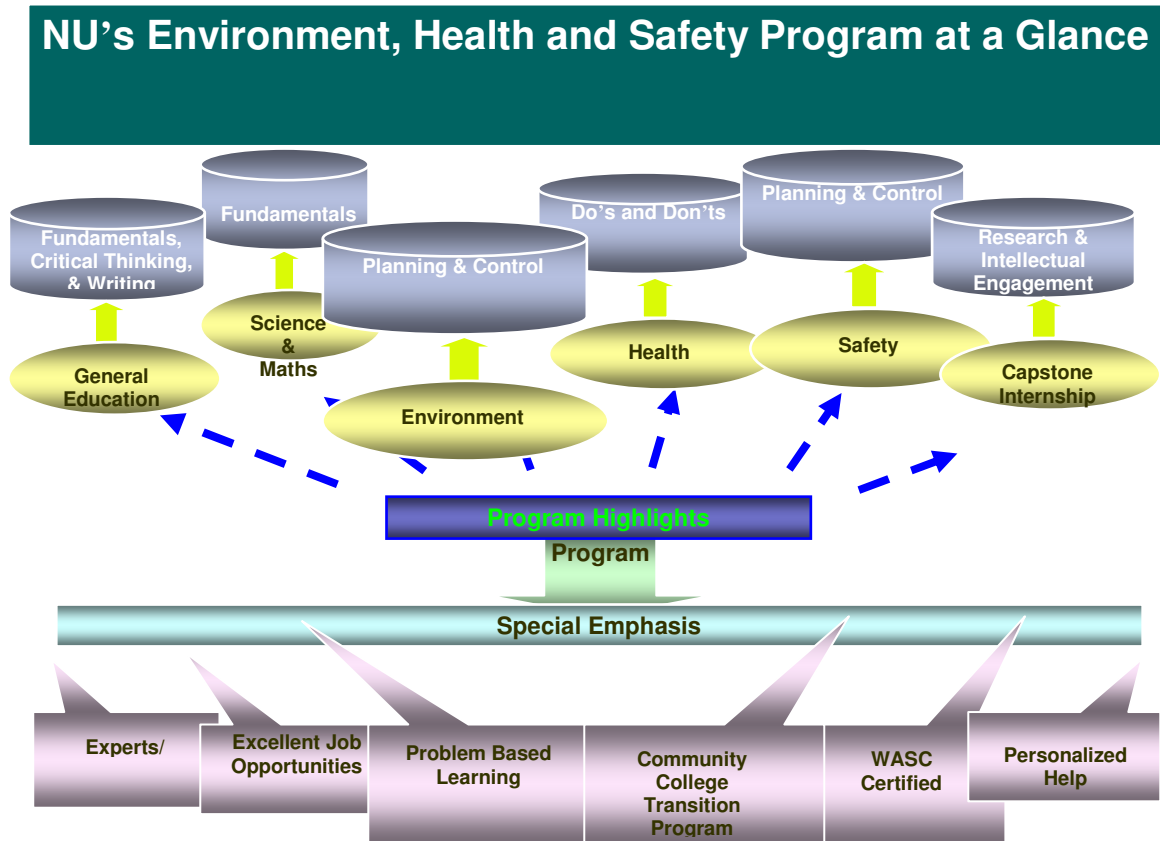 NU’s Environment, Health and Safety Program at a Glance
Fundamentals,
Critical Thinking,
& Writing
Fundamentals
Planning & Control
Do's and Don'ts
Planning & Control
Research &
Intellectual
Engagement
General
Education
Science
&
Maths
Environment
Health
Safety
Capstone
Internship
Program Highlights
Program
Special Emphasis
Experts/
Excellent Job
Opportunities
Problem Based
Learning
Community
College
Transition
Program
WASC
Certified
Personalized
Help